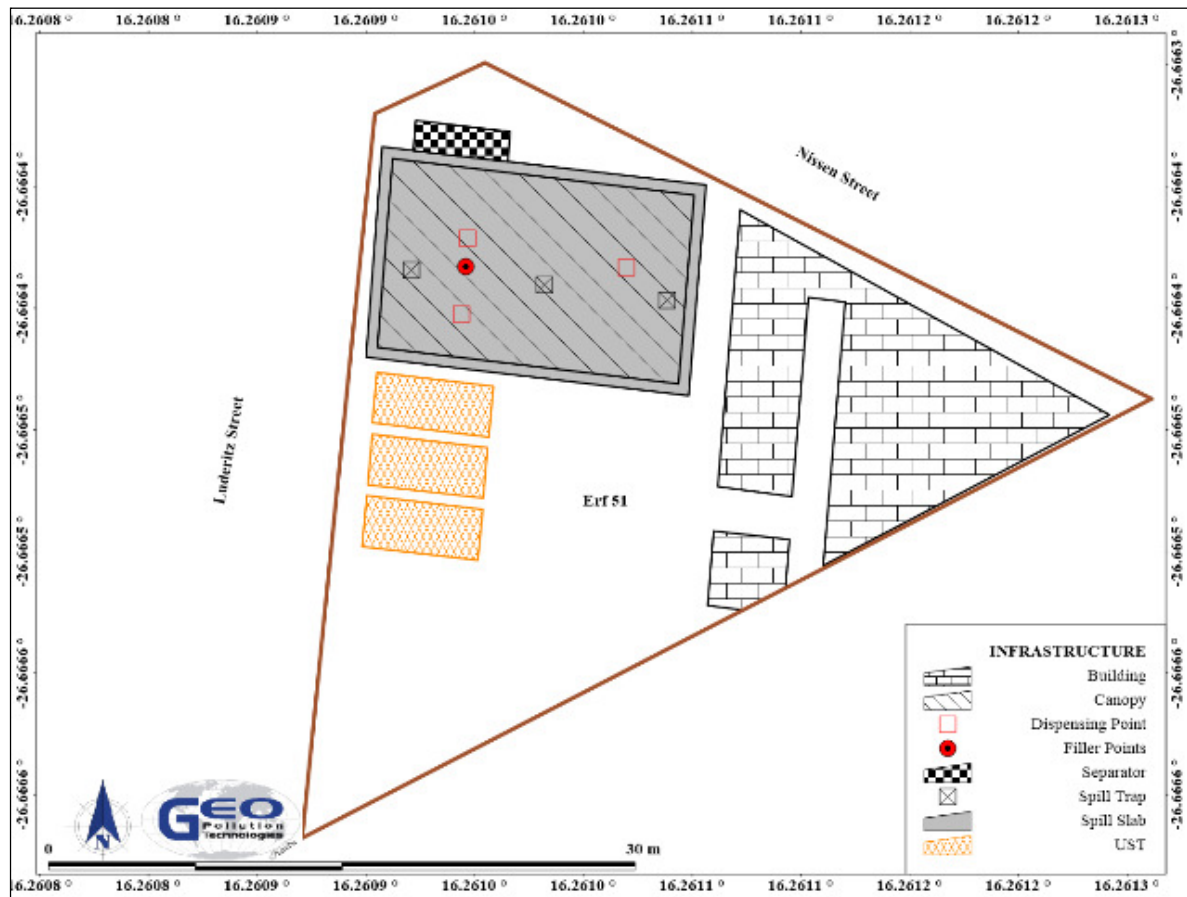 16.2608 ° 16.2608 ° 16.2609 ° 16.2609 ° 16.2610 ° 16.2610 ° 16.2611 ° 16.2611 ° 16.2612 ° 16.2612 ° 16.2613 °
-26.6663 °
-26.6664 ° -26.6664 °
-26.6664 ° -26.6664 °
-26.6665 ° -26.6665 °
-26.6665 ° -26.6665 °
-26.6666 ° -26.6666 °
-26.6666 ° -26.6666 °
Nissen Street
Luderitz Street
Erf 51
INFRASTRUCTURE
Building
Canopy
Dispensing Point
Filler Points
Separator
Spill Trap
Spill Slab
UST
N
GEO
Pollution
Technologies
0 30 m
16.2608 ° 16.2608 ° 16.2609 ° 16.2609 ° 16.2610 ° 16.2610 ° 16.2611 ° 16.2611 ° 16.2612 ° 16.2612 ° 16.2613 °